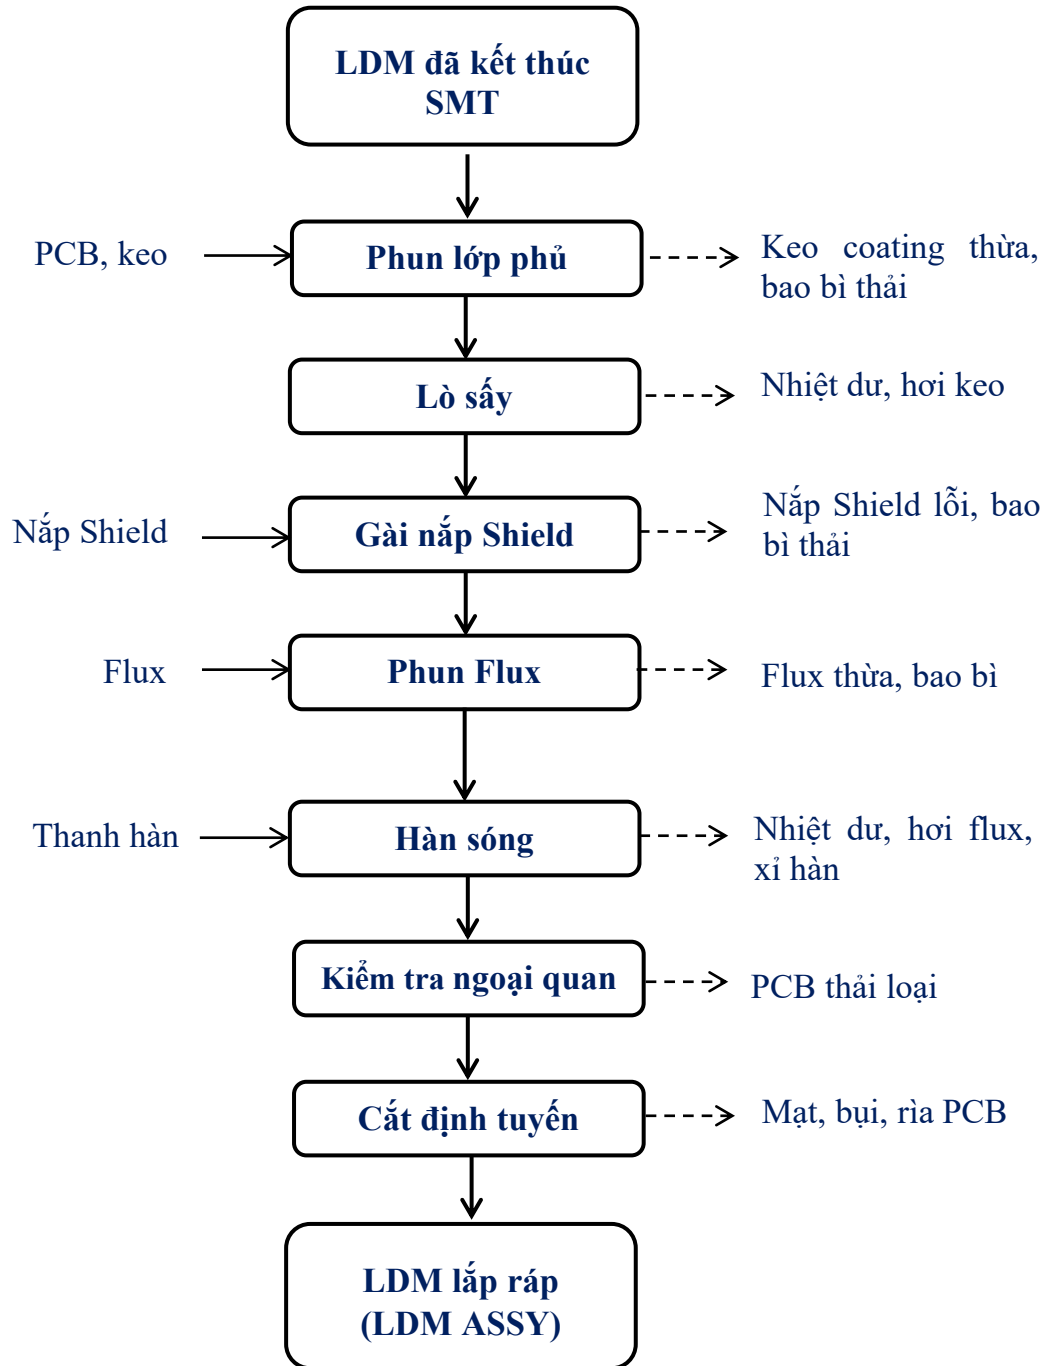 LDM đã kết thúc
SMT
PCB, keo
Phun lớp phủ
Keo coating thừa,
bao bì thải
Lò sấy
Nhiệt dư, hơi keo
Nắp Shield
Gài nắp Shield
Nắp Shield lỗi, bao
bì thải
Flux
Phun Flux
Flux thừa, bao bì
Thanh hàn
Hàn sóng
Nhiệt dư, hơi flux,
xỉ hàn
Kiểm tra ngoại quan
PCB thải loại
Cắt định tuyến
Mạt, bụi, rìa PCB
LDM lắp ráp
(LDM ASSY)